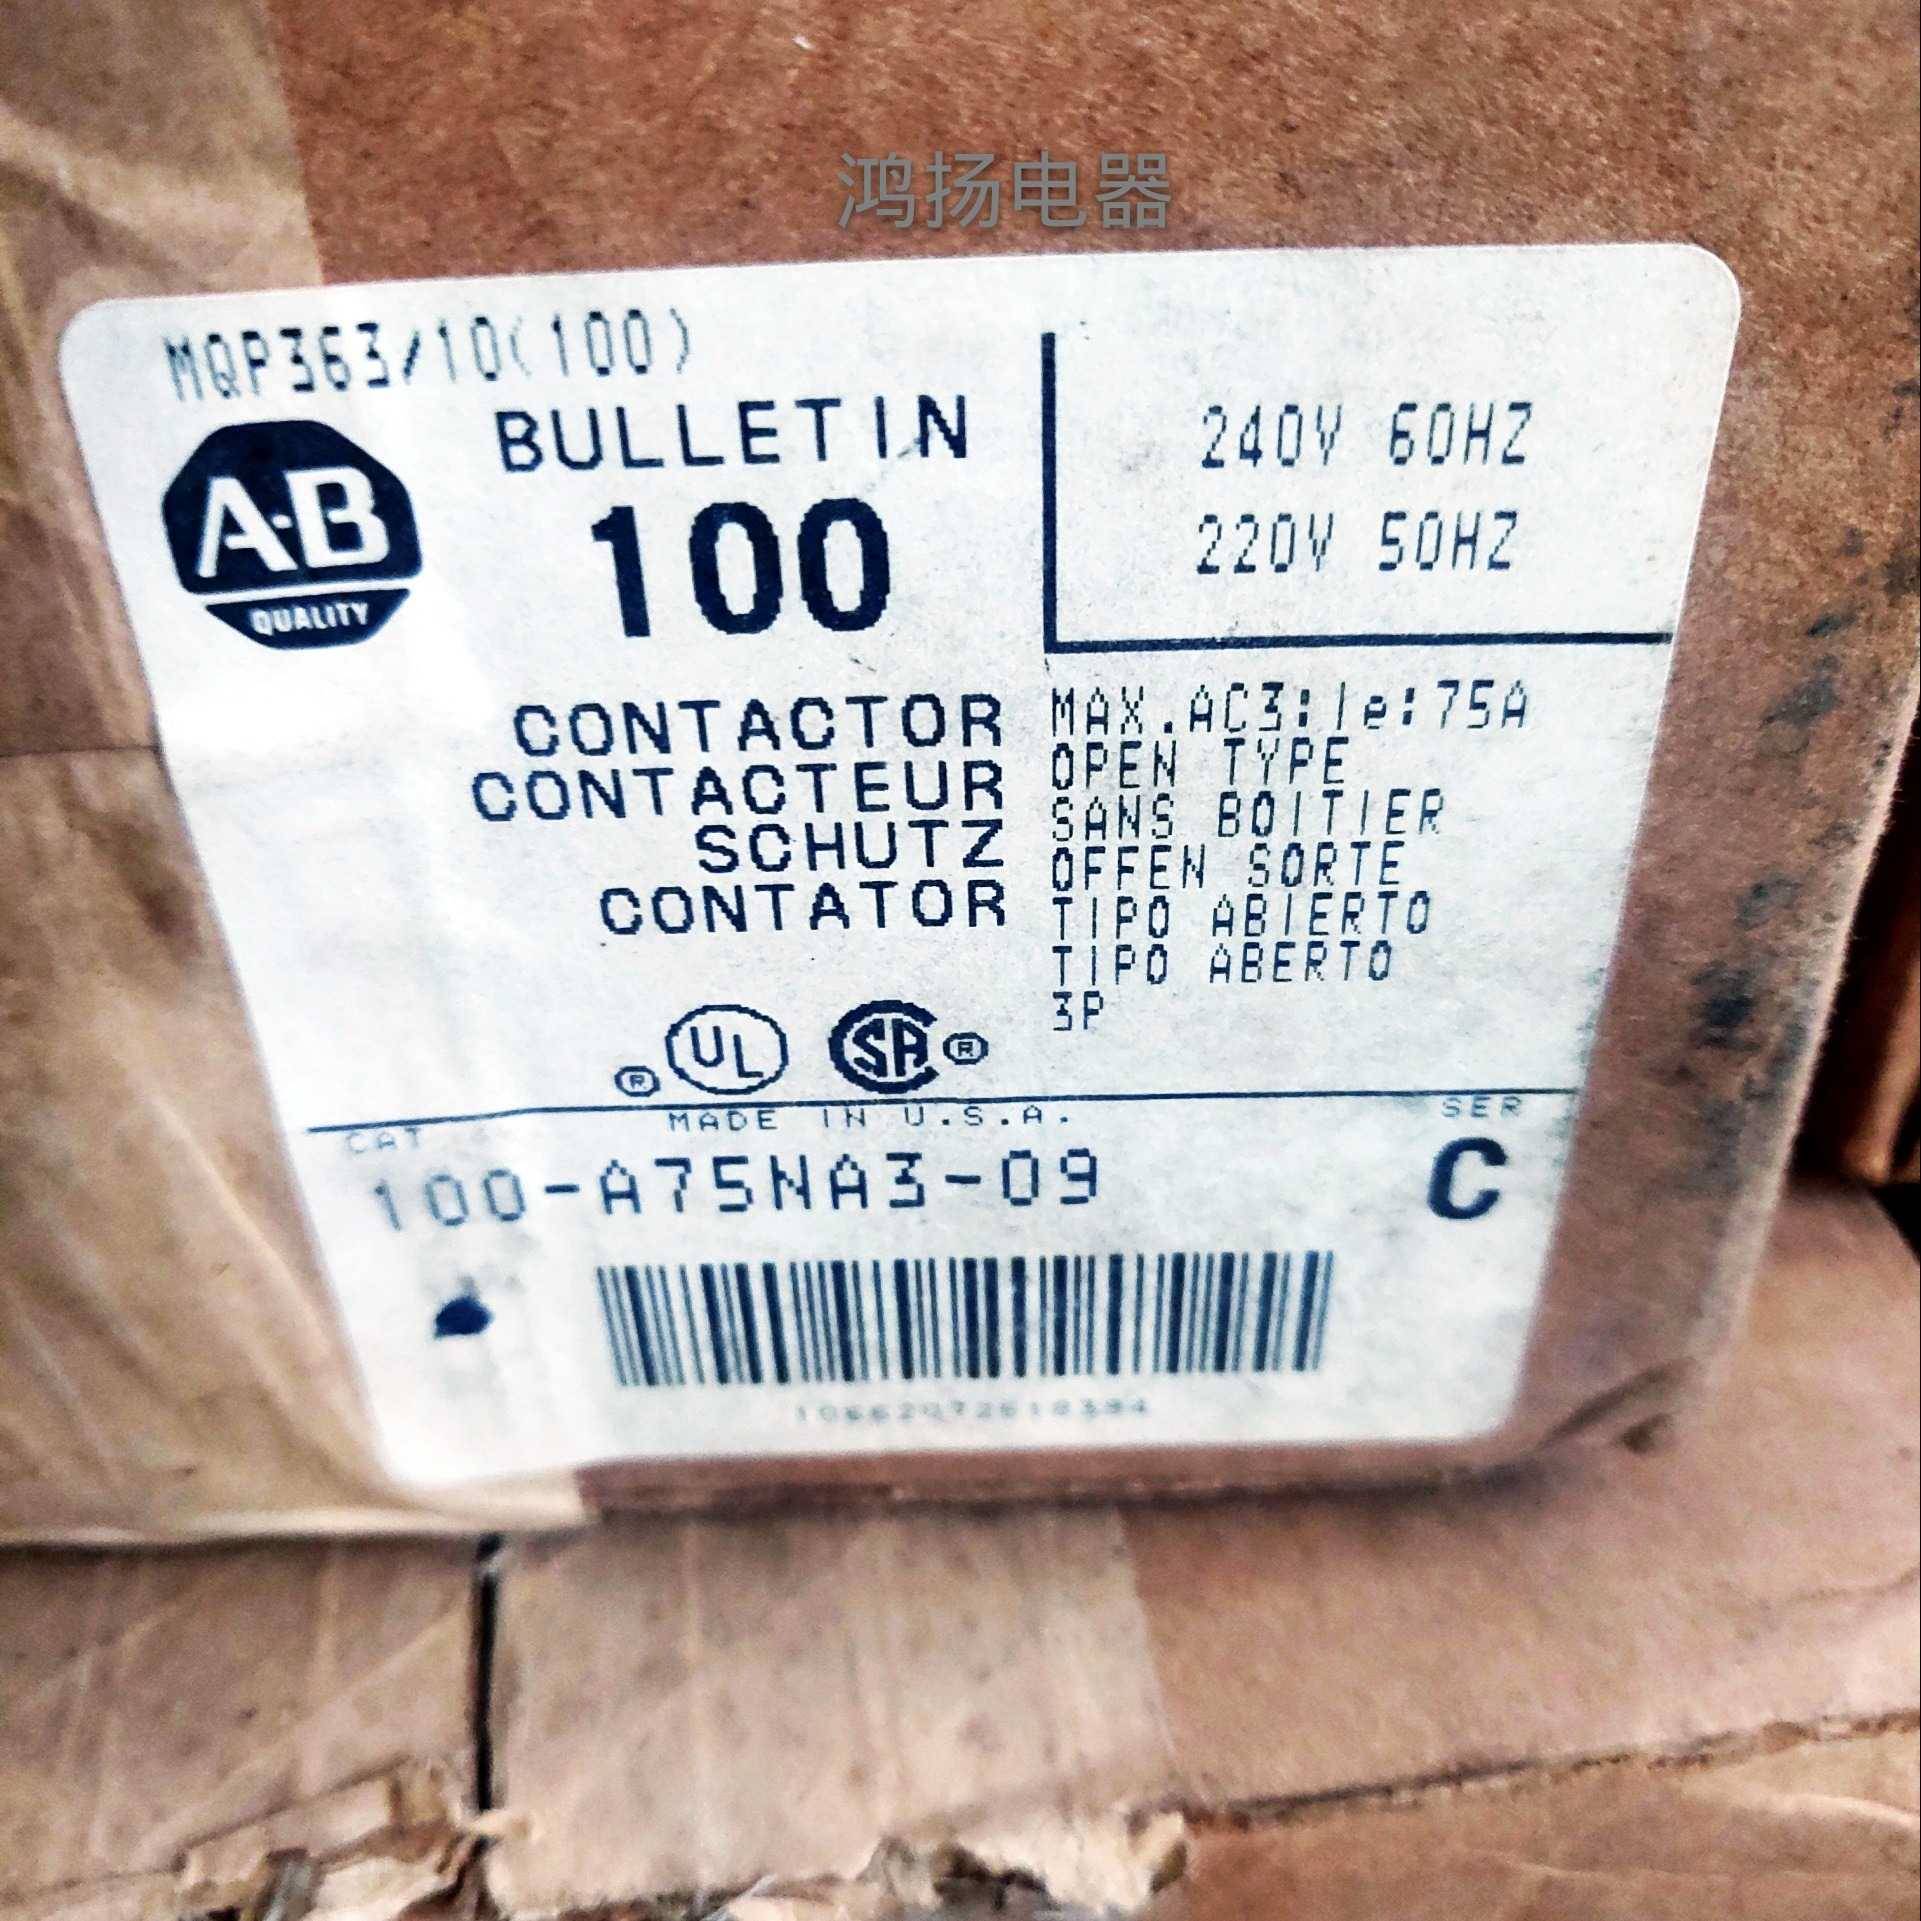 鸿扬电器
MQP363/10(100)
A-B
QUALITY
BULLETIN
100
240V 60HZ
220V 50HZ
CONTACTOR
CONTACTEUR
SCHUTZ
CONTATOR
MAX.AC3:Ie:75A
OPEN TYPE
SANS BOITIER
OFFEN SORTE
TIPO ABIERTO
TIPO ABERTO
3P
® UL SA ®
MADE IN U.S.A.
CAT
SER
100-A75NA3-09
C